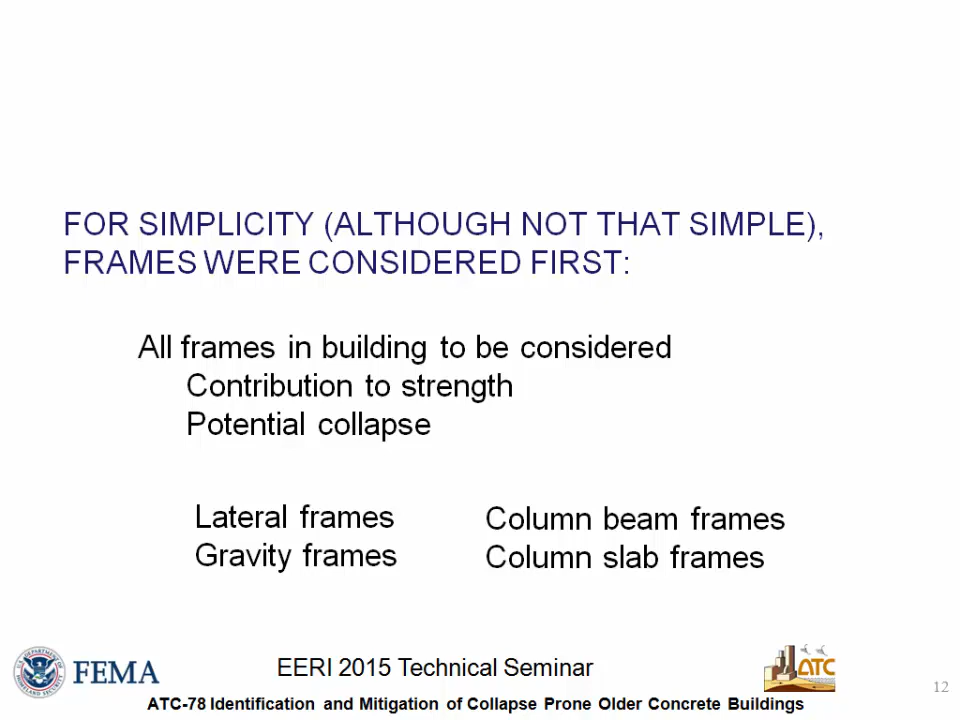 FOR SIMPLICITY (ALTHOUGH NOT THAT SIMPLE),
FRAMES WERE CONSIDERED FIRST:
All frames in building to be considered
Contribution to strength
Potential collapse
Lateral frames
Gravity frames
Column beam frames
Column slab frames
FEMA
EERI 2015 Technical Seminar
ATC
12
ATC-78 Identification and Mitigation of Collapse Prone Older Concrete Buildings